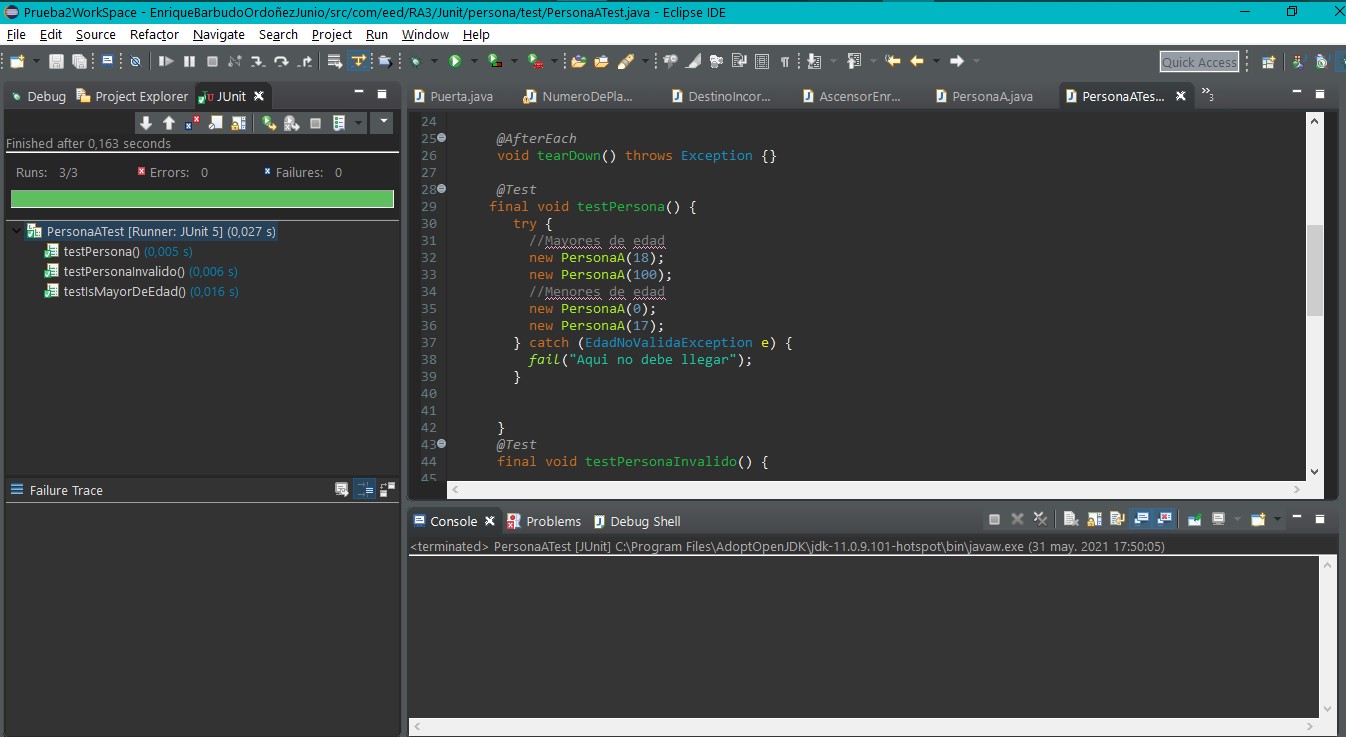 Prueba2WorkSpace - EnriqueBarbudoOrdoñezJunio/src/com/eed/RA3/Junit/persona/test/PersonaATest.java - Eclipse IDE
File Edit Source Refactor Navigate Search Project Run Window Help
Quick Access
Debug Project Explorer JUnit
Finished after 0,163 seconds
Runs: 3/3 Errors: 0 Failures: 0
PersonaATest [Runner: JUnit 5] (0,027 s)
testPersona() (0,005 s)
testPersonaInvalido() (0,006 s)
testIsMayorDeEdad() (0,016 s)
Failure Trace
Puerta.java NumeroDePla... DestinoIncor... AscensorEnr... PersonaA.java PersonaATes... »3
24
25 @AfterEach
26 void tearDown() throws Exception {}
27
28 @Test
29 final void testPersona() {
30 try {
31 //Mayores de edad
32 new PersonaA(18);
33 new PersonaA(100);
34 //Menores de edad
35 new PersonaA(0);
36 new PersonaA(17);
37 } catch (EdadNoValidaException e) {
38 fail("Aqui no debe llegar");
39 }
40
41
42 }
43 @Test
44 final void testPersonaInvalido() {
45
Console Problems Debug Shell
<terminated> PersonaATest [JUnit] C:\Program Files\AdoptOpenJDK\jdk-11.0.9.101-hotspot\bin\javaw.exe (31 may. 2021 17:50:05)